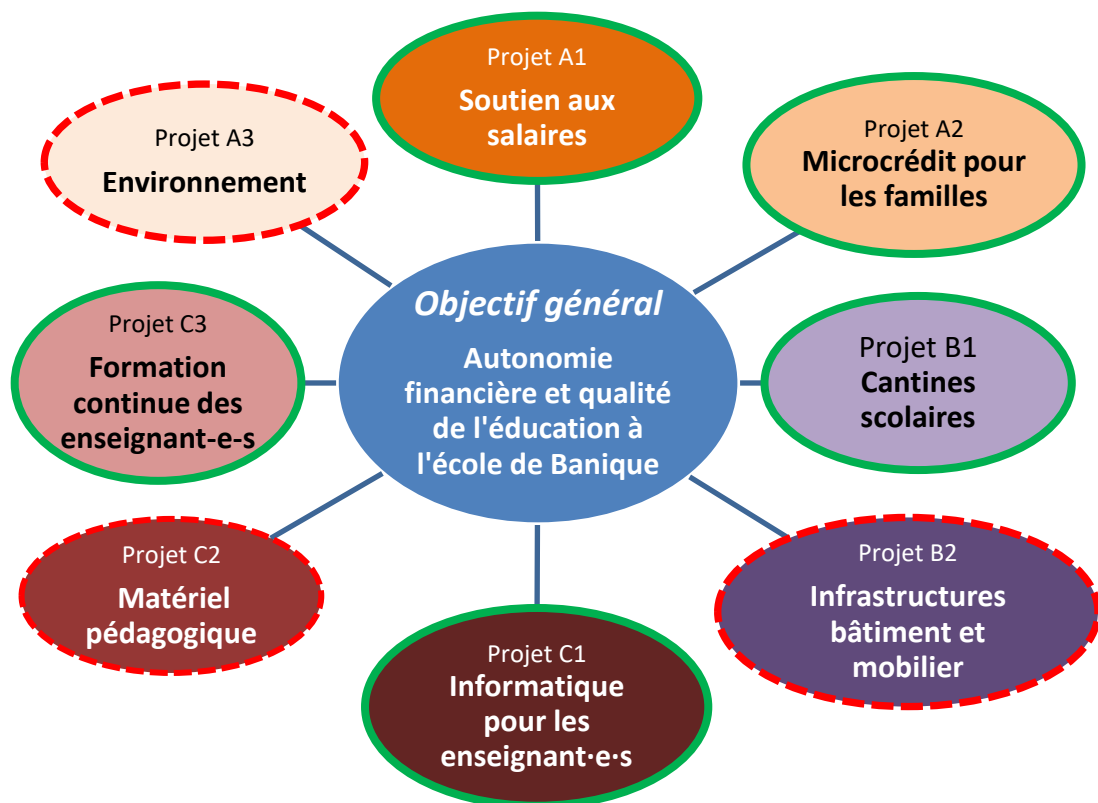 Projet A1
Soutien aux
salaires
Projet A2
Microcrédit pour
les familles
Projet A3
Environnement
Objectif général
Autonomie
financière et qualité
de l'éducation à
l'école de Banique
Projet B1
Cantines
scolaires
Projet C3
Formation
continue des
enseignant-e-s
Projet C2
Matériel
pédagogique
Projet B2
Infrastructures
bâtiment et
mobilier
Projet C1
Informatique
pour les
enseignant·e·s